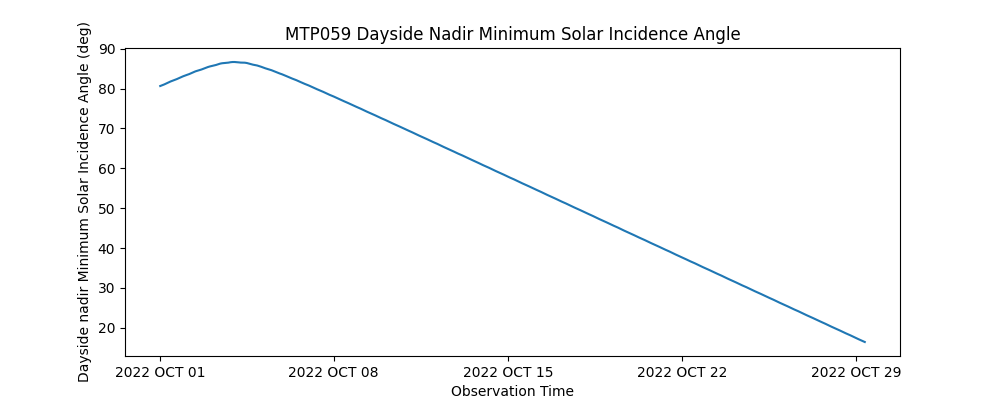 MTP059 Dayside Nadir Minimum Solar Incidence Angle
Dayside nadir Minimum Solar Incidence Angle (deg)
90
80
70
60
50
40
30
20
2022 OCT 01 2022 OCT 08 2022 OCT 15 2022 OCT 22 2022 OCT 29
Observation Time